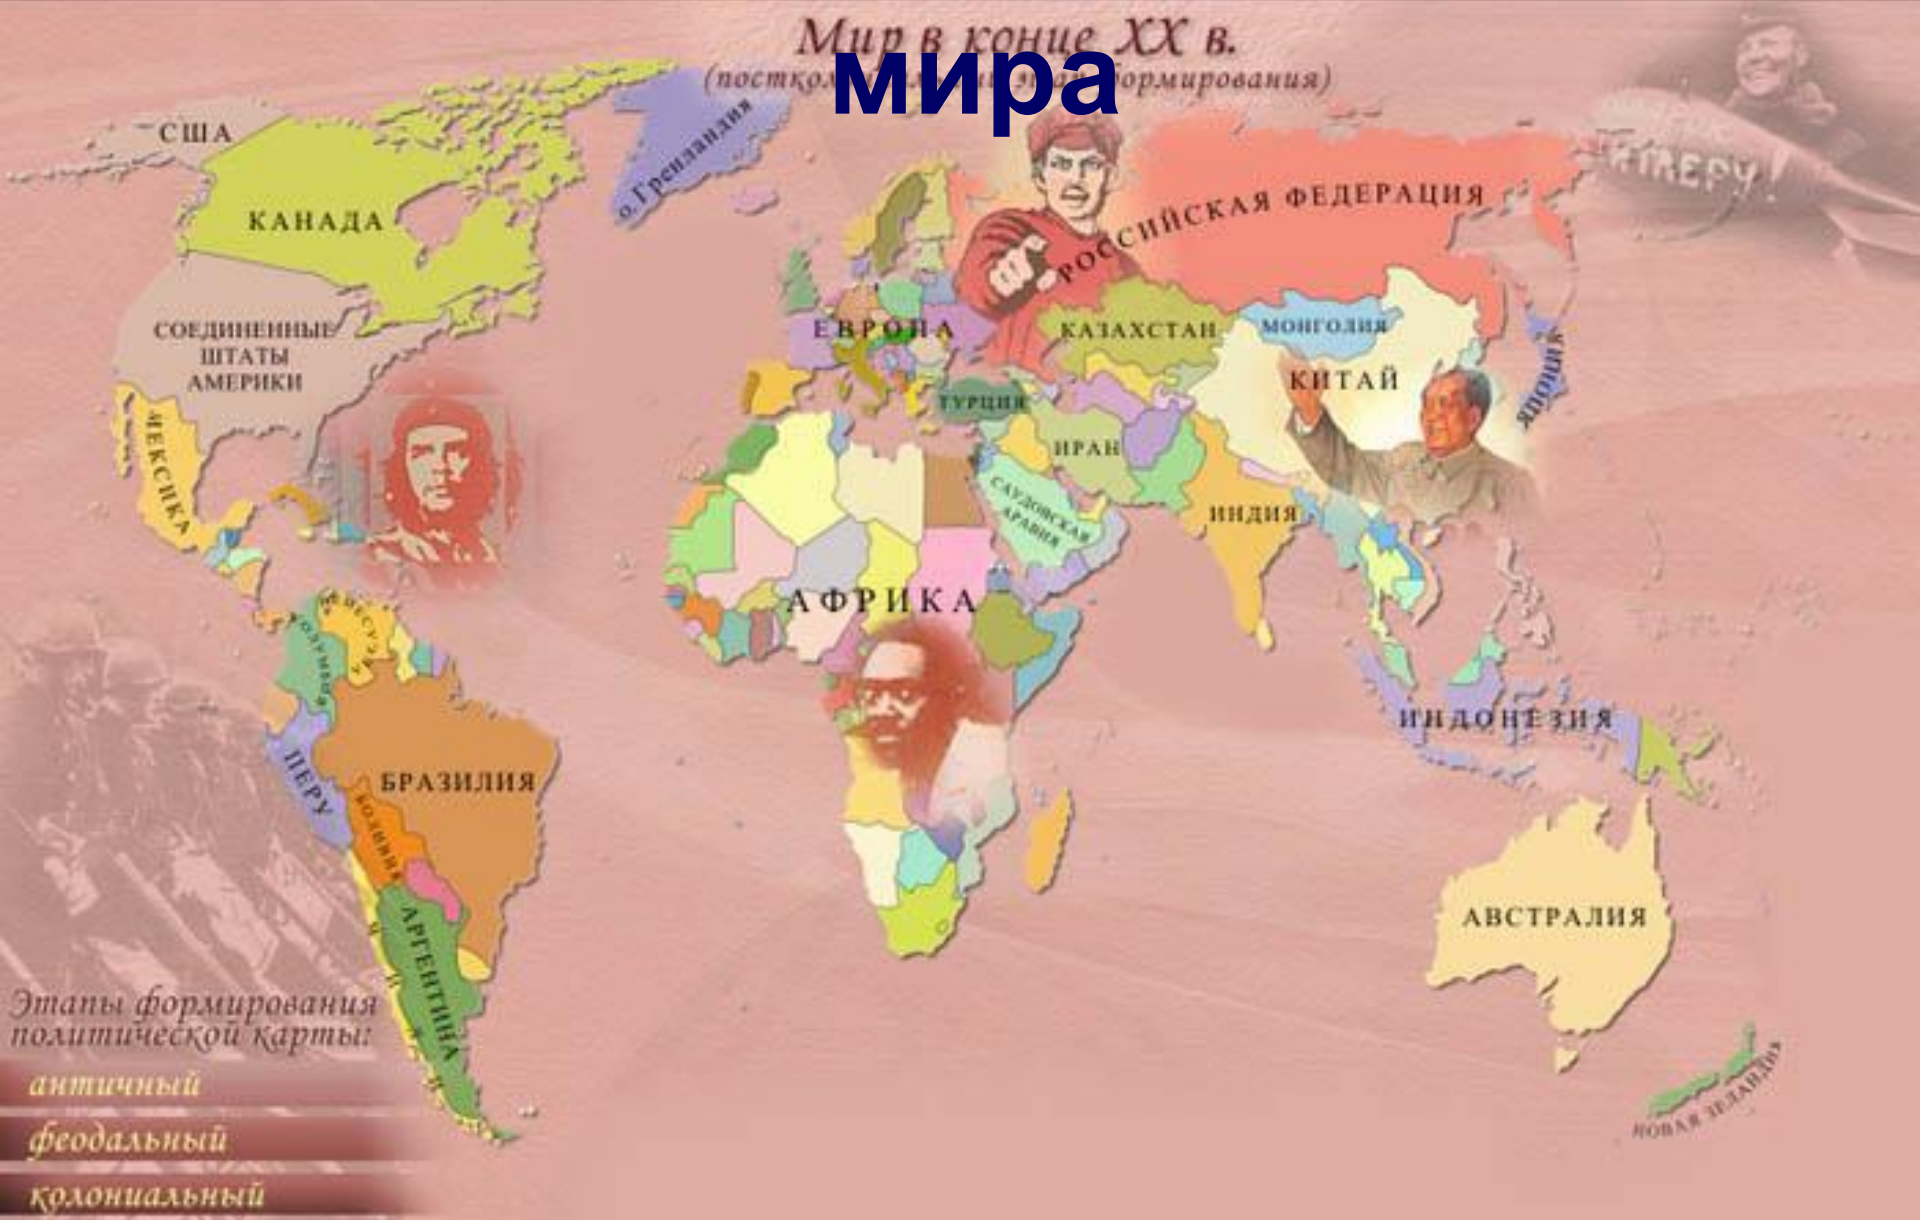 Мир в конце XX в.
мира
США
о. Гренландия
КАНАДА
РОССИЙСКАЯ ФЕДЕРАЦИЯ
СОЕДИНЕННЫЕ
ШТАТЫ
АМЕРИКИ
ЕВРОПА
КАЗАХСТАН
МОНГОЛИЯ
КИТАЙ
ЯПОНИЯ
ТУРЦИЯ
МЕКСИКА
ИРАН
САУДОВСКАЯ
АРАВИЯ
ИНДИЯ
АФРИКА
КОЛУМБИЯ
ИНДОНЕЗИЯ
ПЕРУ
БРАЗИЛИЯ
БОЛИВИЯ
АРГЕНТИНА
АВСТРАЛИЯ
НОВАЯ ЗЕЛАНДИЯ
Этапы формирования
политической карты:
античный
феодальный
колониальный